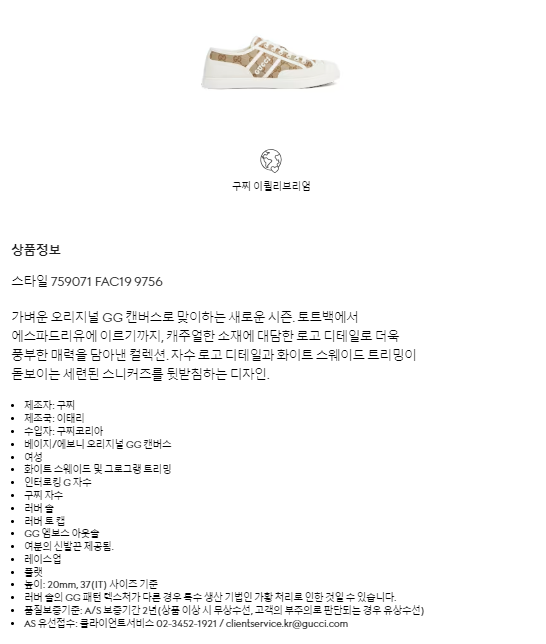 GUCCI
구찌 이퀼리브리엄
상품정보
스타일 759071 FAC19 9756
가벼운 오리지널 GG 캔버스로 맞이하는 새로운 시즌. 토트백에서
에스파드리유에 이르기까지, 캐주얼한 소재에 대담한 로고 디테일로 더욱
풍부한 매력을 담아낸 컬렉션. 자수 로고 디테일과 화이트 스웨이드 트리밍이
돋보이는 세련된 스니커즈를 뒷받침하는 디자인.
• 제조자: 구찌
• 제조국: 이태리
• 수입자: 구찌코리아
• 베이지/에보니 오리지널 GG 캔버스
• 여성
• 화이트 스웨이드 및 그로그랭 트리밍
• 인터로킹 G 자수
• 구찌 자수
• 러버 솔
• 러버 토 캡
• GG 엠보스 아웃솔
• 여분의 신발끈 제공됨.
• 레이스업
• 플랫
• 높이: 20mm, 37(IT) 사이즈 기준
• 러버 솔의 GG 패턴 텍스처가 다른 경우 특수 생산 기법인 가황 처리로 인한 것일 수 있습니다.
• 품질보증기준: A/S 보증기간 2년(상품 이상 시 무상수선, 고객의 부주의로 판단되는 경우 유상수선)
• AS 유선접수: 클라이언트서비스 02-3452-1921 / clientservice.kr@gucci.com